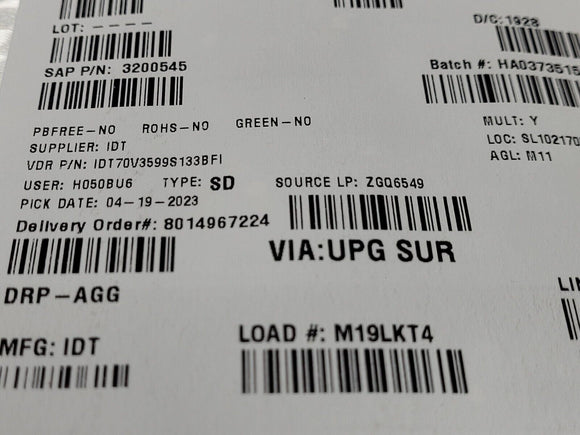 LOT: ----
D/C: 1928
SAP P/N: 3200545
Batch #: HA0373515
PBFREE-NO ROHS-NO GREEN-NO
MULT: Y
SUPPLIER: IDT
LOC: SL102170
VDR P/N: IDT70V3599S133BFI
AGL: M11
USER: H050BU6 TYPE: SD SOURCE LP: ZGQ6549
PICK DATE: 04-19-2023
Delivery Order#: 8014967224
VIA:UPG SUR
DRP-AGG
LIN
MFG: IDT
LOAD #: M19LKT4